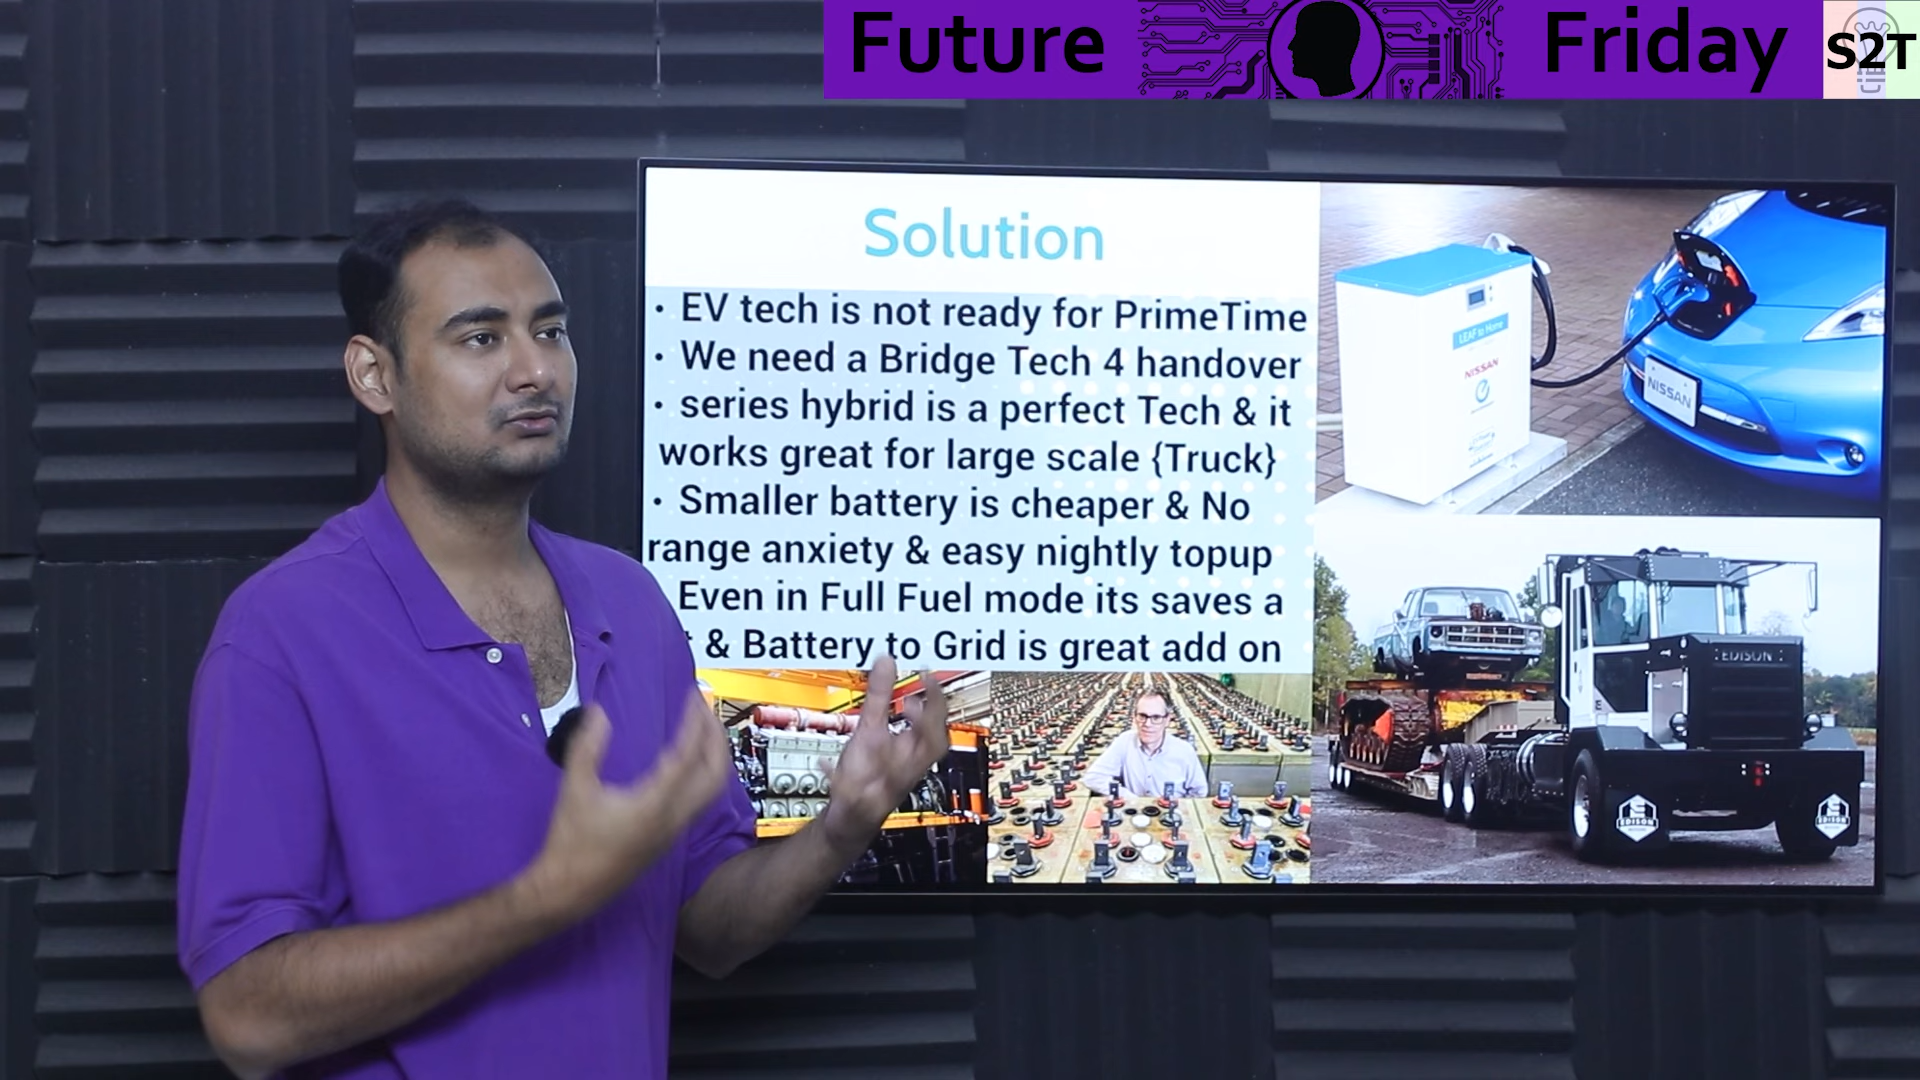 Future Friday S2T
Solution
• EV tech is not ready for PrimeTime
• We need a Bridge Tech 4 handover
• series hybrid is a perfect Tech & it
works great for large scale {Truck}
• Smaller battery is cheaper & No
range anxiety & easy nightly topup
Even in Full Fuel mode its saves a
& Battery to Grid is great add on
LEAF to Home
NISSAN
NISSAN
EDISON
EDISON
EDISON